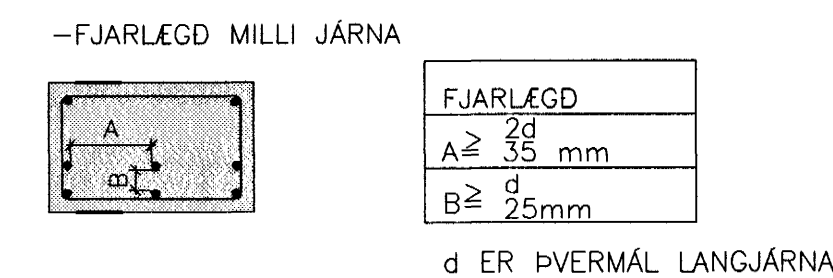 -FJARLÆGÐ MILLI JÁRNA
A
B
FJARLÆGÐ
A≥ 2d
35 mm
B≥ d
25mm
d ER ÞVERMÁL LANGJÁRNA